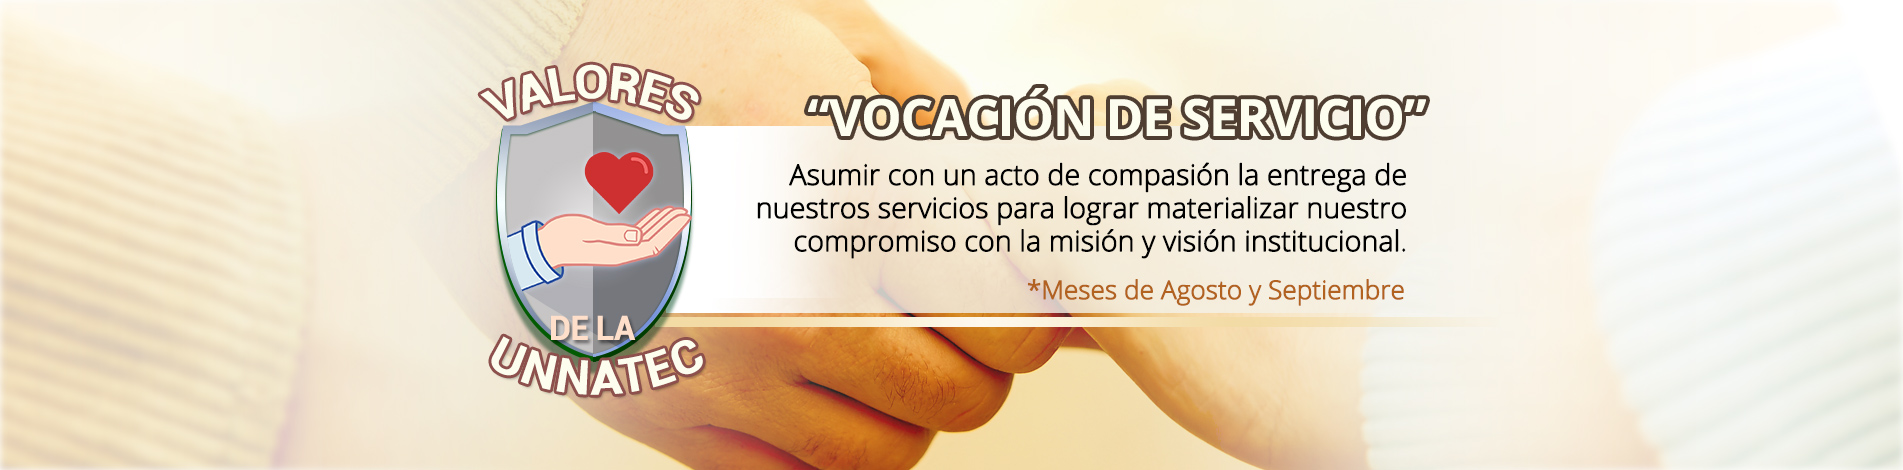 VALORES
DE LA
UNNATEC
“VOCACIÓN DE SERVICIO”
Asumir con un acto de compasión la entrega de
nuestros servicios para lograr materializar nuestro
compromiso con la misión y visión institucional.
*Meses de Agosto y Septiembre